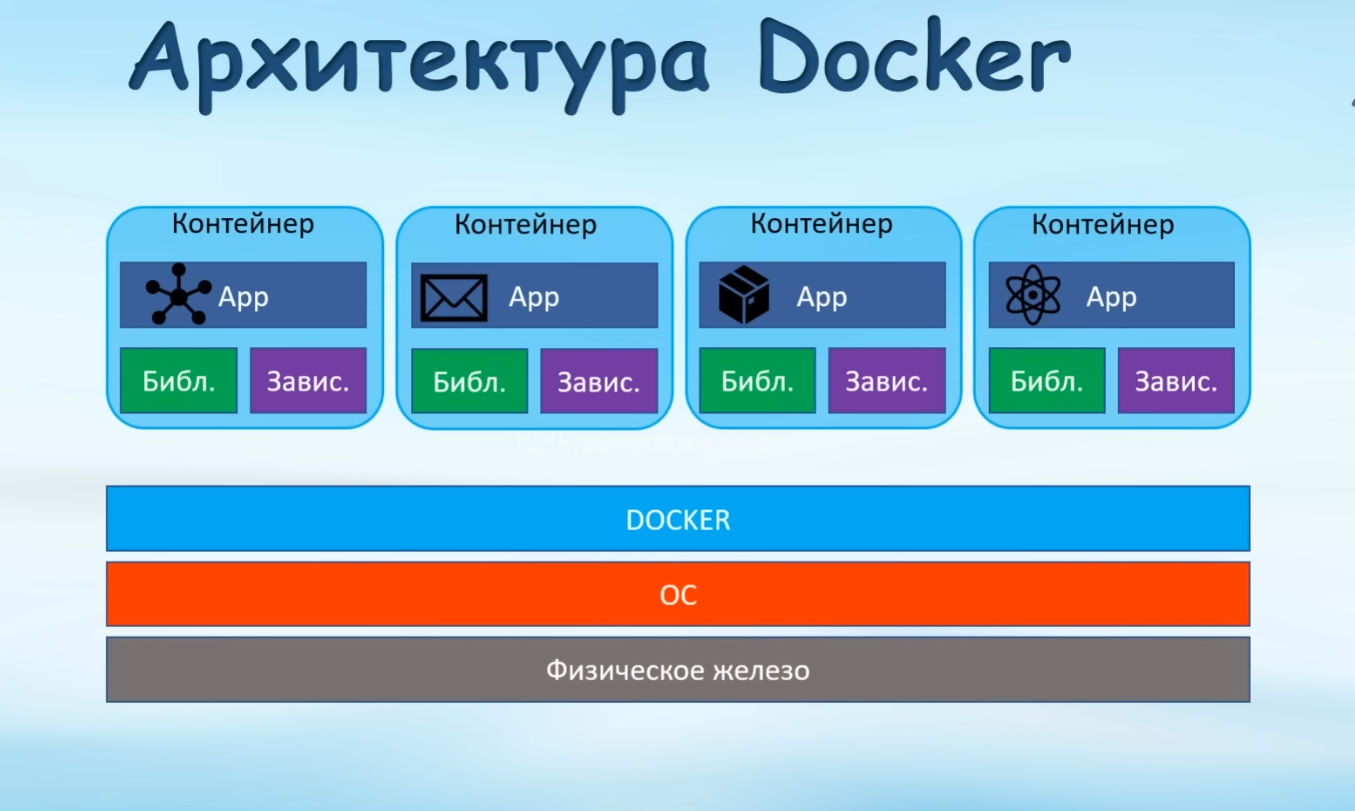 Архитектура Docker
Контейнер Контейнер Контейнер Контейнер
App App App App
Библ. Завис. Библ. Завис. Библ. Завис. Библ. Завис.
DOCKER
ОС
Физическое железо